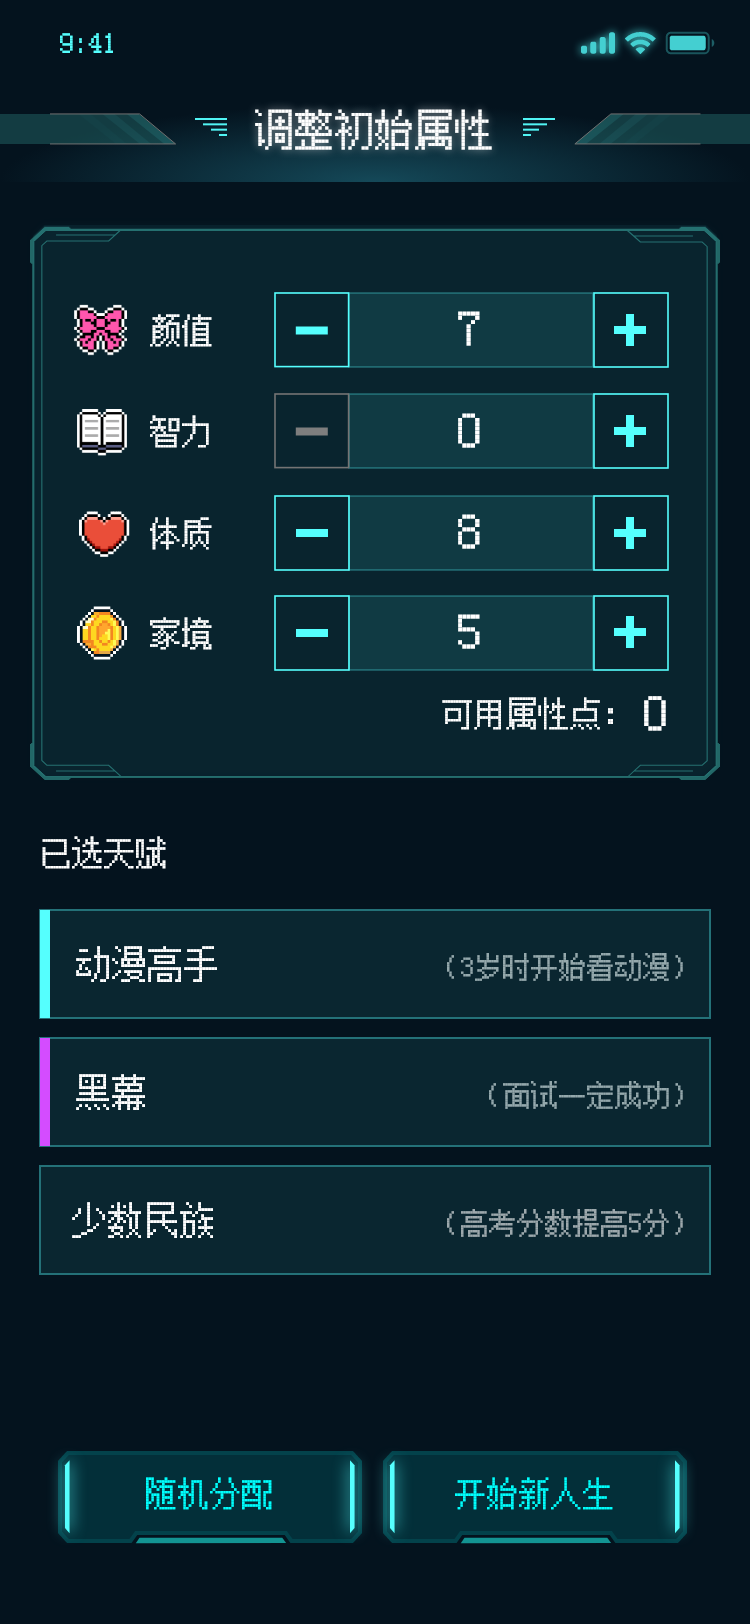 9:41
调整初始属性
颜值 − 7 +
智力 − 0 +
体质 − 8 +
家境 − 5 +
可用属性点: 0
已选天赋
动漫高手 (3岁时开始看动漫)
黑幕 (面试一定成功)
少数民族 (高考分数提高5分)
随机分配 开始新人生